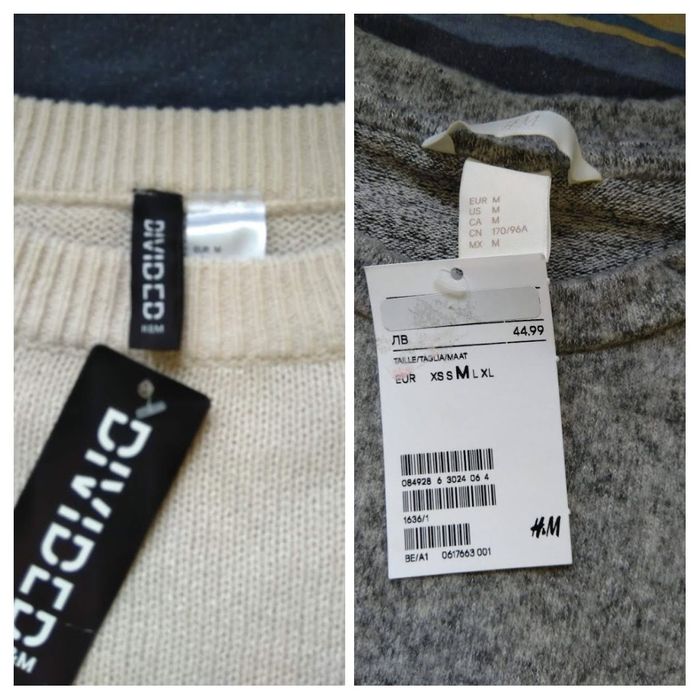 DIVIDED
H&M
EUR M
DIVIDED
H&M
EUR M
US M
CA M
CN 170/96A
MX M
ЛВ 44.99
TAILLE/TAGLIA/MAAT
EUR XS S M L XL
084928 6 3024 06 4
1636/1
BE/A1 0617663 001
H&M